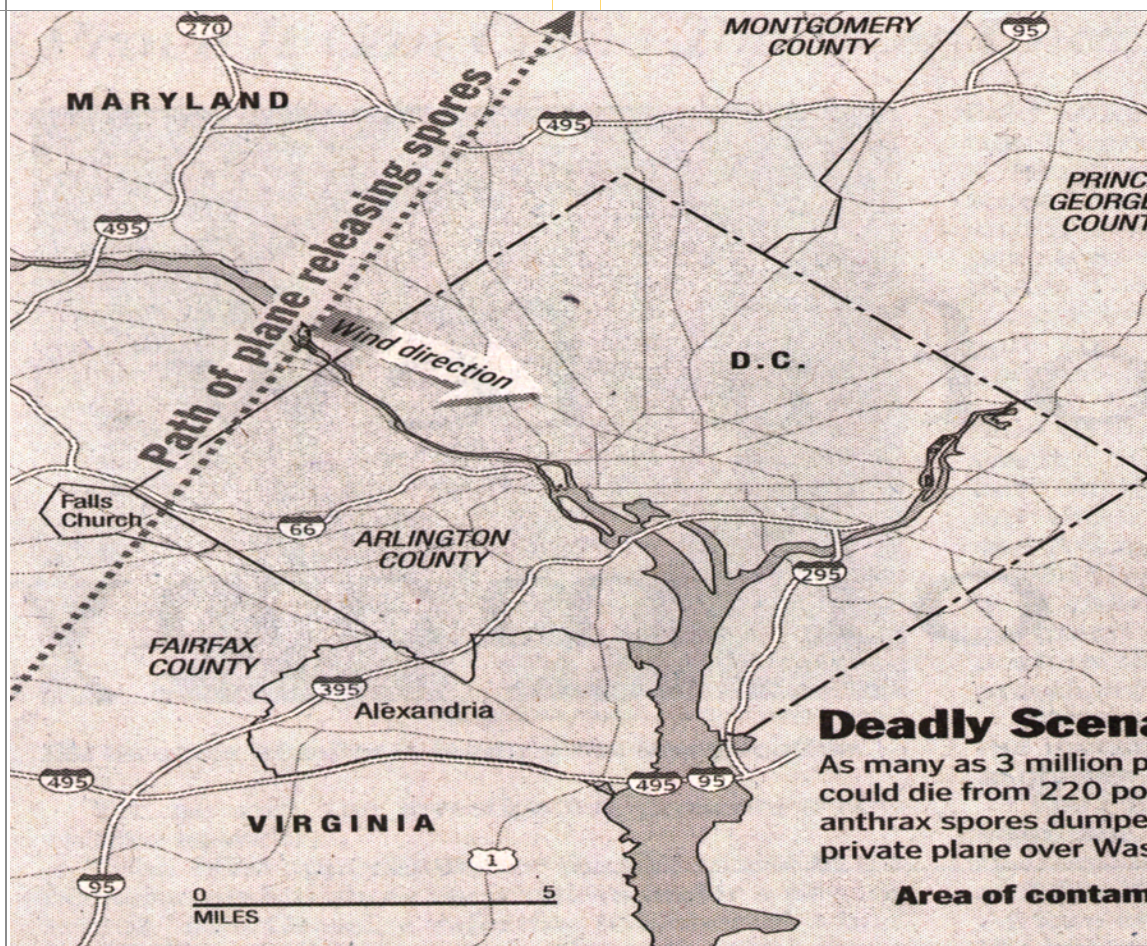 270
MONTGOMERY
COUNTY
95
MARYLAND
495
Path of plane releasing spores
PRINC
GEORGE
COUNT
495
Wind direction
D.C.
Falls
Church
66
ARLINGTON
COUNTY
295
FAIRFAX
COUNTY
395
Alexandria
Deadly Scena
As many as 3 million p
could die from 220 po
anthrax spores dumpe
private plane over Was
Area of contam
495
495
95
VIRGINIA
1
95
0
5
MILES